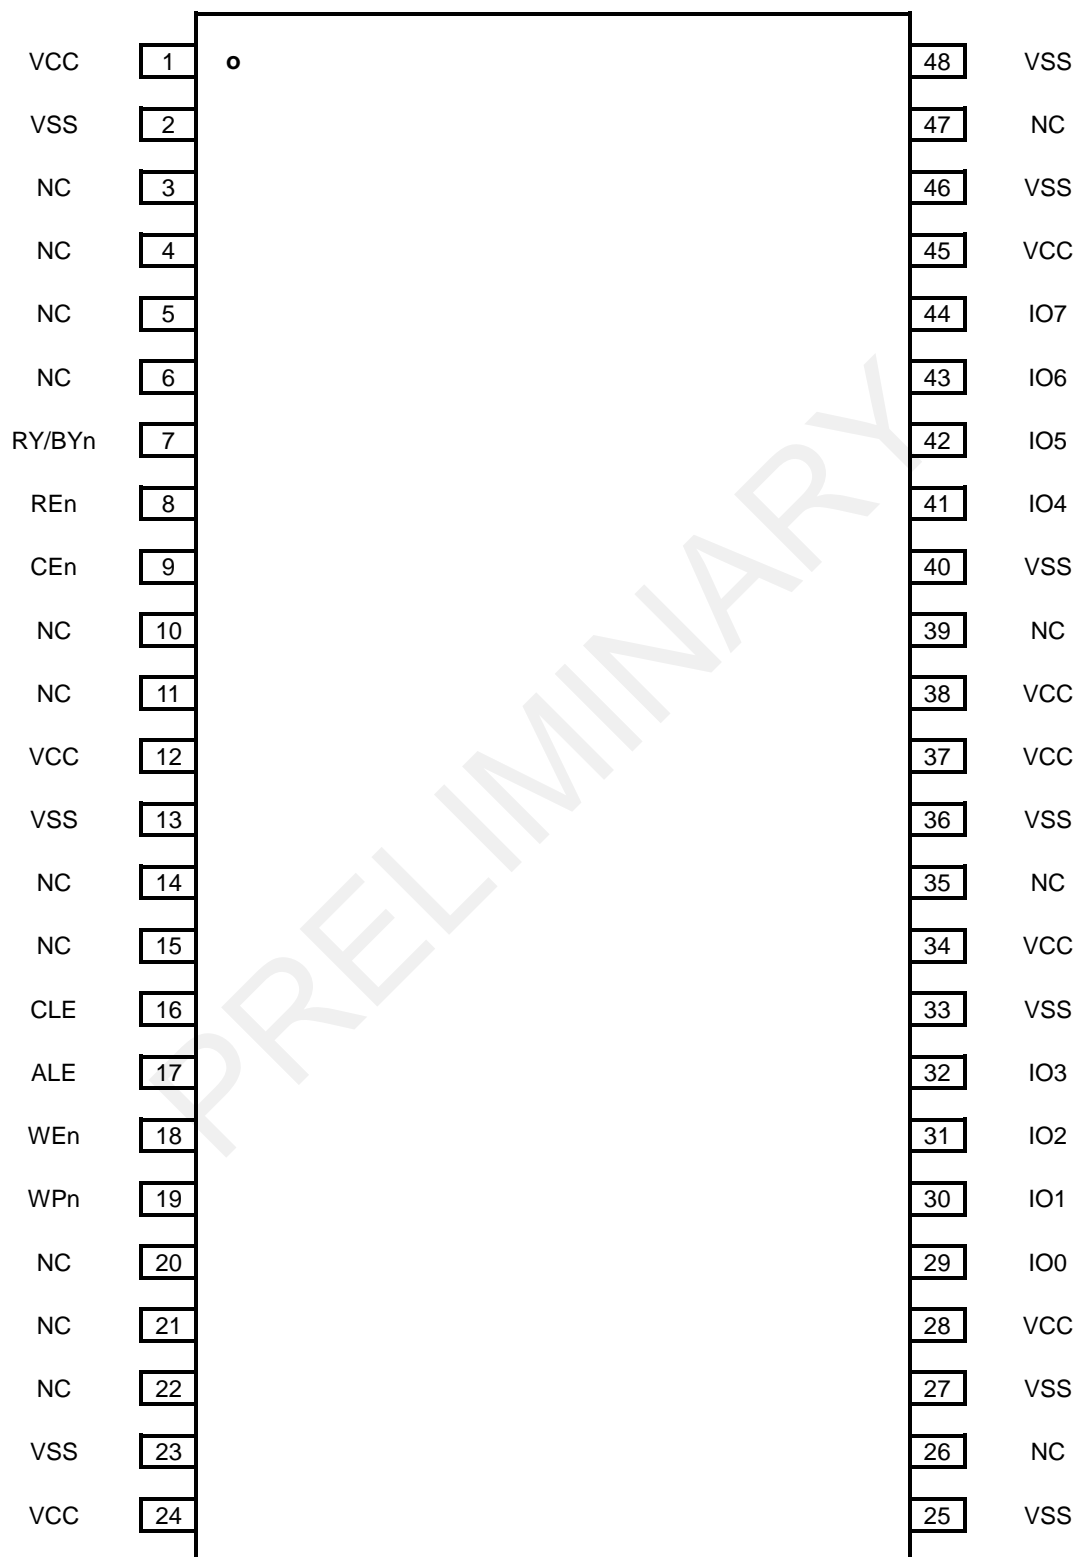 VCC 1 o 48 VSS
VSS 2 47 NC
NC 3 46 VSS
NC 4 45 VCC
NC 5 44 IO7
NC 6 43 IO6
RY/BYn 7 42 IO5
REn 8 41 IO4
CEn 9 40 VSS
NC 10 39 NC
NC 11 38 VCC
VCC 12 37 VCC
VSS 13 36 VSS
NC 14 35 NC
NC 15 34 VCC
CLE 16 33 VSS
ALE 17 32 IO3
WEn 18 31 IO2
WPn 19 30 IO1
NC 20 29 IO0
NC 21 28 VCC
NC 22 27 VSS
VSS 23 26 NC
VCC 24 25 VSS
PRELIMINARY